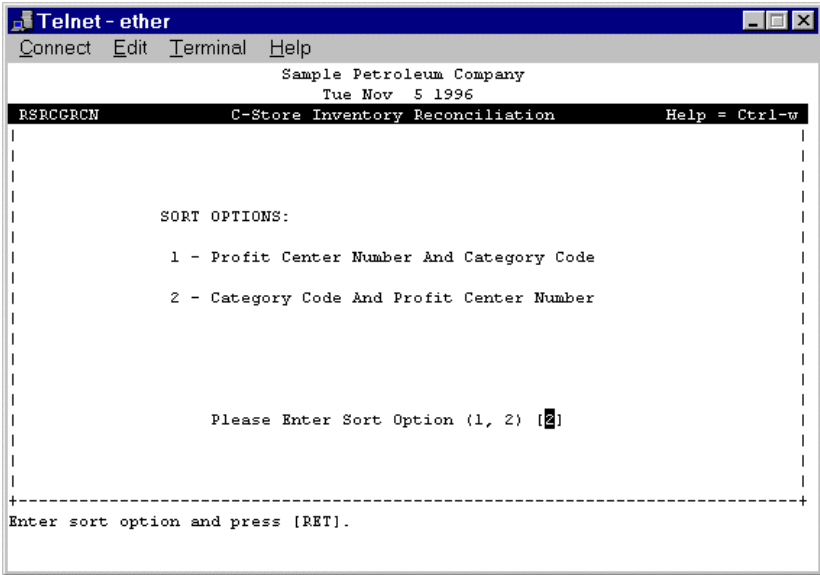 Telnet - ether
Connect Edit Terminal Help
Sample Petroleum Company
Tue Nov 5 1996
RSRCGRCN C-Store Inventory Reconciliation Help = Ctrl-w
SORT OPTIONS:
1 - Profit Center Number And Category Code
2 - Category Code And Profit Center Number
Please Enter Sort Option (1, 2) [2]
Enter sort option and press [RET].